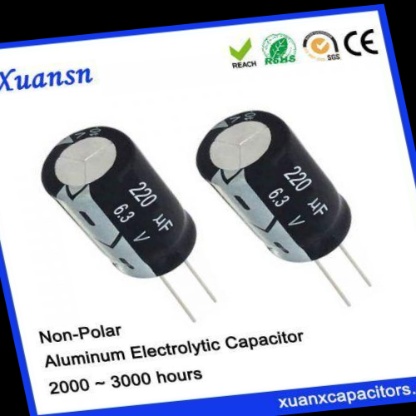 Xuansn
REACH
RoHS
SGS
CE
220 µF
6.3 V
220 µF
6.3 V
Non-Polar
Aluminum Electrolytic Capacitor
2000 ~ 3000 hours
xuanxcapacitors.